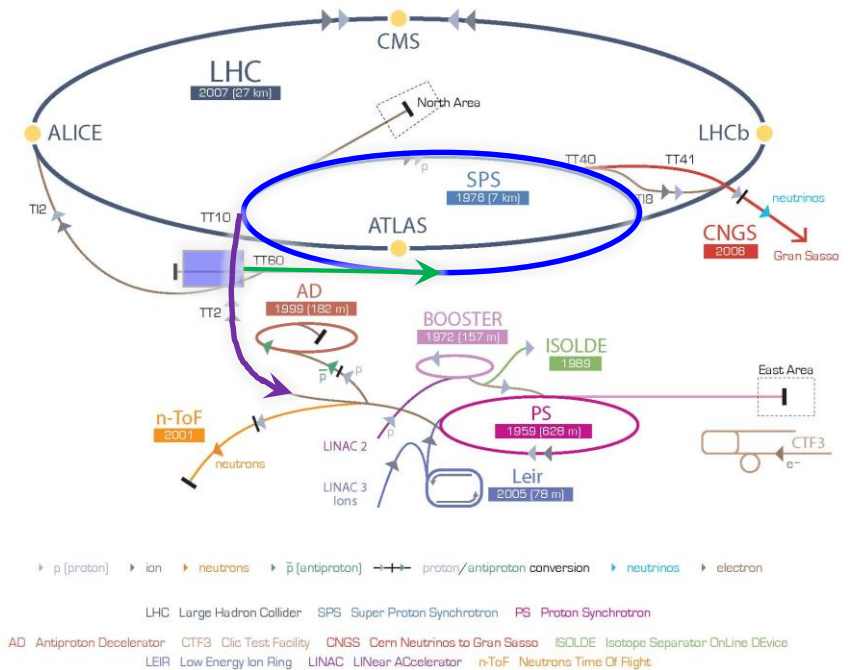 CMS
LHC
2007 (27 km)
North Area
ALICE
LHCb
TT40
TT41
p
SPS
1976 (7 km)
TI8
neutrinos
TI2
TT10
ATLAS
CNGS
2006
Gran Sasso
TT60
AD
1999 (182 m)
TT2
BOOSTER
1972 (157 m)
ISOLDE
1989
p̅
p
East Area
n-ToF
2001
PS
1959 (628 m)
p
LINAC 2
neutrons
CTF3
e-
LINAC 3
Ions
Leir
2005 (78 m)
p (proton) ion neutrons p̅ (antiproton) proton/antiproton conversion neutrinos electron
LHC Large Hadron Collider SPS Super Proton Synchrotron PS Proton Synchrotron
AD Antiproton Decelerator CTF3 Clic Test Facility CNGS Cern Neutrinos to Gran Sasso ISOLDE Isotope Separator OnLine DEvice
LEIR Low Energy Ion Ring LINAC LINear ACcelerator n-ToF Neutrons Time Of Flight